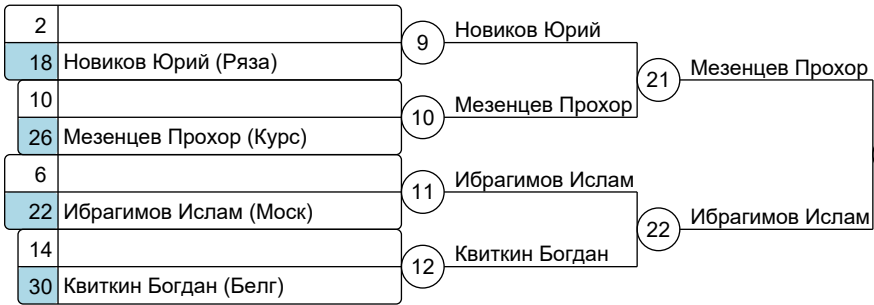 2
18 Новиков Юрий (Ряза)
10
26 Мезенцев Прохор (Курс)
6
22 Ибрагимов Ислам (Моск)
14
30 Квиткин Богдан (Белг)
9 Новиков Юрий
10 Мезенцев Прохор
11 Ибрагимов Ислам
12 Квиткин Богдан
21 Мезенцев Прохор
22 Ибрагимов Ислам